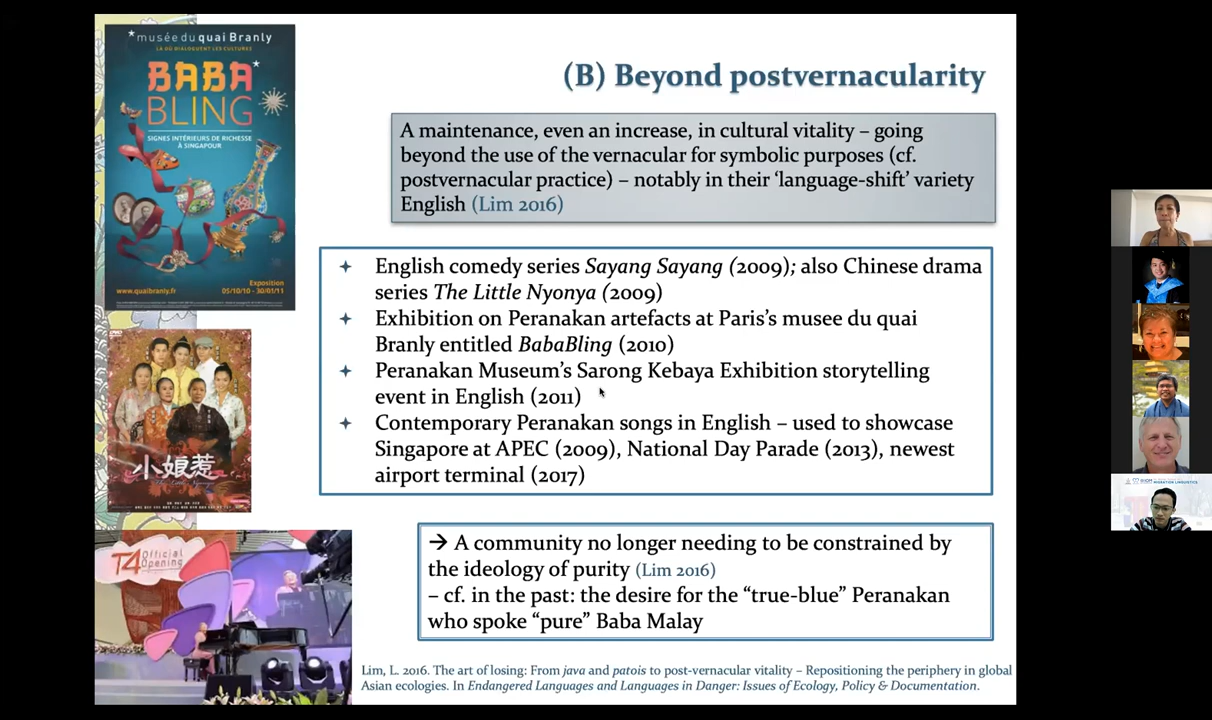 *musée du quai Branly
LÀ OÙ DIALOGUENT LES CULTURES
BABA*
BLING
SIGNES INTÉRIEURS DE RICHESSE
À SINGAPOUR
www.quaibranly.fr
Exposition
05/10/10 - 30/01/11
小娘惹
The Little Nyonya
T4 Official
Opening
(B) Beyond postvernacularity
A maintenance, even an increase, in cultural vitality – going
beyond the use of the vernacular for symbolic purposes (cf.
postvernacular practice) – notably in their ‘language-shift’ variety
English (Lim 2016)
English comedy series Sayang Sayang (2009); also Chinese drama
series The Little Nyonya (2009)
Exhibition on Peranakan artefacts at Paris’s musee du quai
Branly entitled BabaBling (2010)
Peranakan Museum’s Sarong Kebaya Exhibition storytelling
event in English (2011)
Contemporary Peranakan songs in English – used to showcase
Singapore at APEC (2009), National Day Parade (2013), newest
airport terminal (2017)
→ A community no longer needing to be constrained by
the ideology of purity (Lim 2016)
– cf. in the past: the desire for the “true-blue” Peranakan
who spoke “pure” Baba Malay
Lim, L. 2016. The art of losing: From java and patois to post-vernacular vitality – Repositioning the periphery in global
Asian ecologies. In Endangered Languages and Languages in Danger: Issues of Ecology, Policy & Documentation.
MIGRATION LINGUISTICS